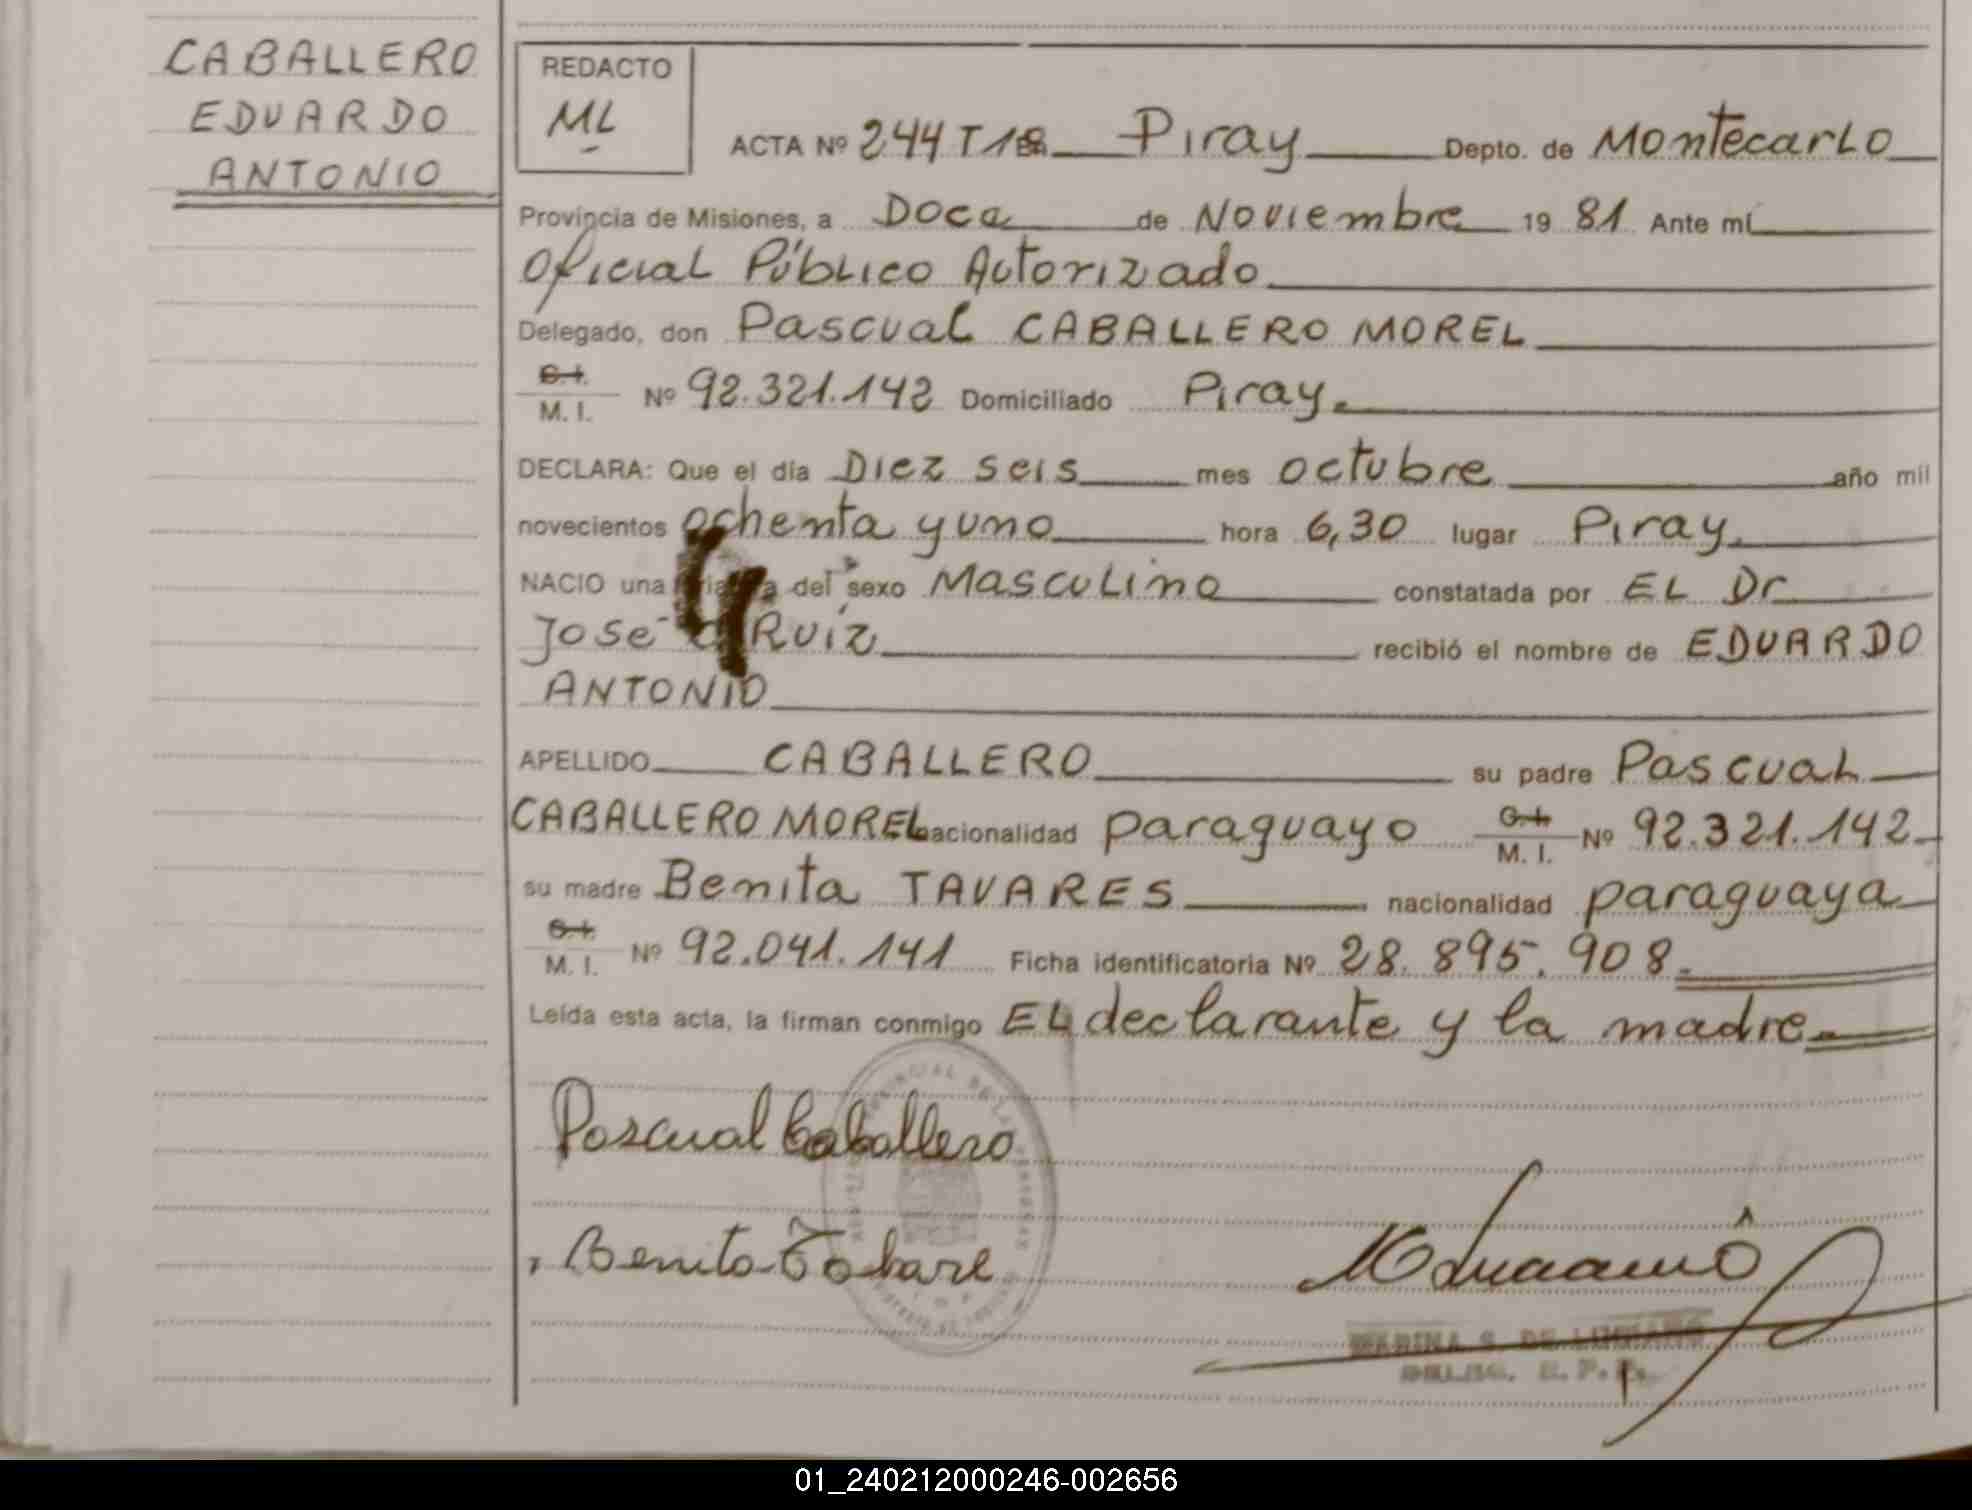 CABALLERO
EDUARDO
ANTONIO
REDACTO
ML
ACTA Nº 244 T1 Piray Depto. de Montecarlo
Provincia de Misiones, a Doce de Noviembre 19 81 Ante mí
Oficial Público Autorizado
Delegado, don Pascual CABALLERO MOREL
C.I.
M. I. Nº 92.321.142 Domiciliado Piray.
DECLARA: Que el día Diez seis mes octubre año mil
novecientos ochenta y uno hora 6,30 lugar Piray.
NACIO una criatura del sexo Masculino constatada por EL Dr
José Ruíz recibió el nombre de EDUARDO
ANTONIO
APELLIDO CABALLERO su padre Pascual
CABALLERO MOREL nacionalidad paraguayo C.I. M. I. Nº 92.321.142
su madre Benita TAVARES nacionalidad paraguaya
C.I.
M. I. Nº 92.041.141 Ficha identificatoria Nº 28.895.908.
Leída esta acta, la firman conmigo EL declarante y la madre.
Pascual Caballero
Benita Tabare
MARINA S. DE
01_240212000246-002656